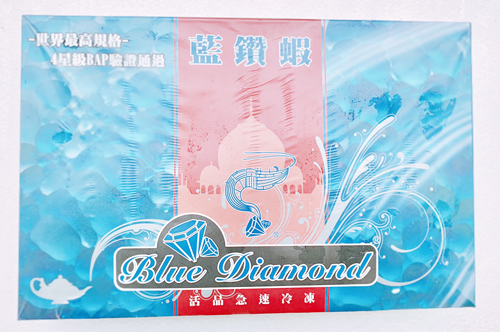 -世界最高規格-
4星級BAP驗證通過
藍鑽蝦
Blue Diamond
活品急速冷凍